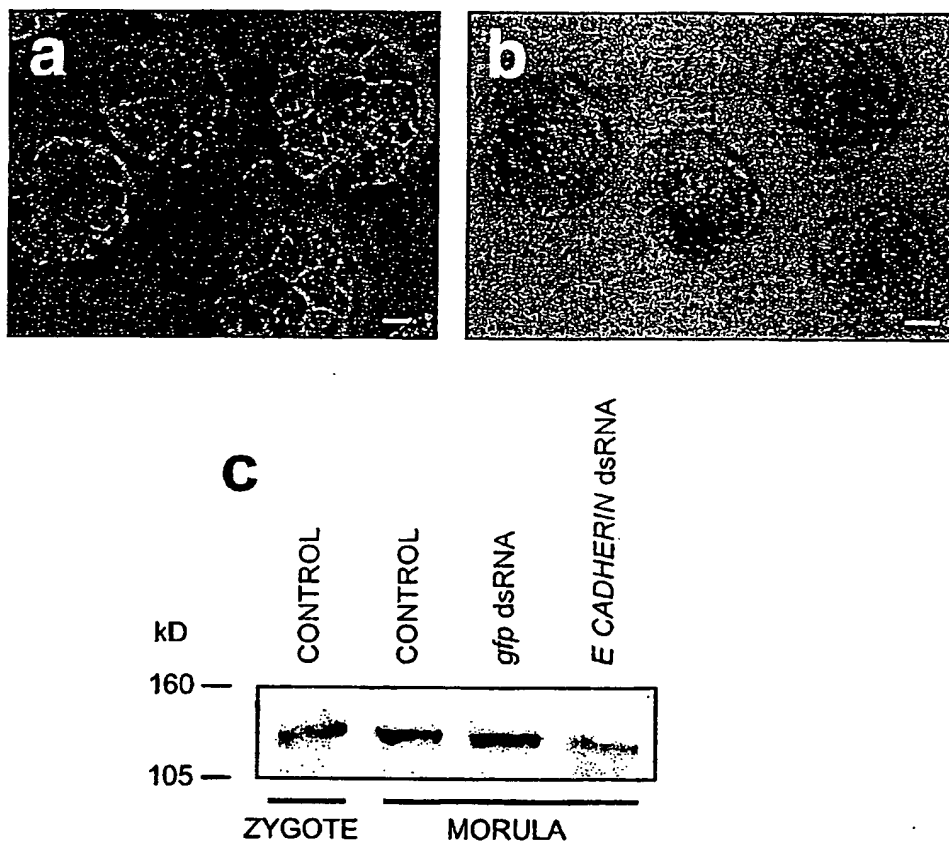 a
b
c
kD
CONTROL
CONTROL
gfp dsRNA
E CADHERIN dsRNA
160
105
ZYGOTE
MORULA